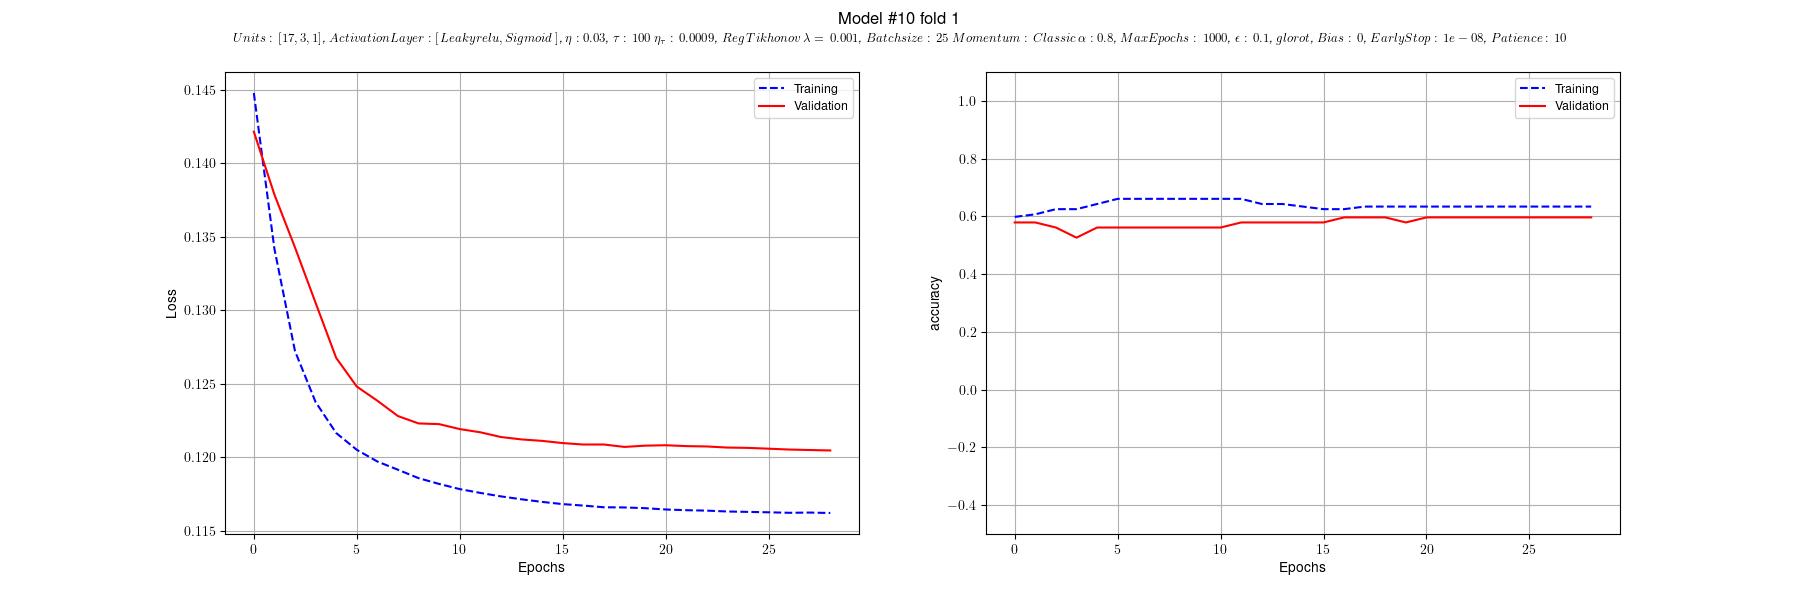 Model #10 fold 1
Units : [17, 3, 1], ActivationLayer : [Leakyrelu, Sigmoid], η : 0.03, τ : 100 ητ : 0.0009, RegTikhonov λ = 0.001, Batchsize : 25 Momentum : Classic α : 0.8, MaxEpochs : 1000, ϵ : 0.1, glorot, Bias : 0, EarlyStop : 1e − 08, Patience : 10
Loss
0.145
0.140
0.135
0.130
0.125
0.120
0.115
Training
Validation
0 5 10 15 20 25
Epochs
accuracy
1.0
0.8
0.6
0.4
0.2
0.0
−0.2
−0.4
Training
Validation
0 5 10 15 20 25
Epochs